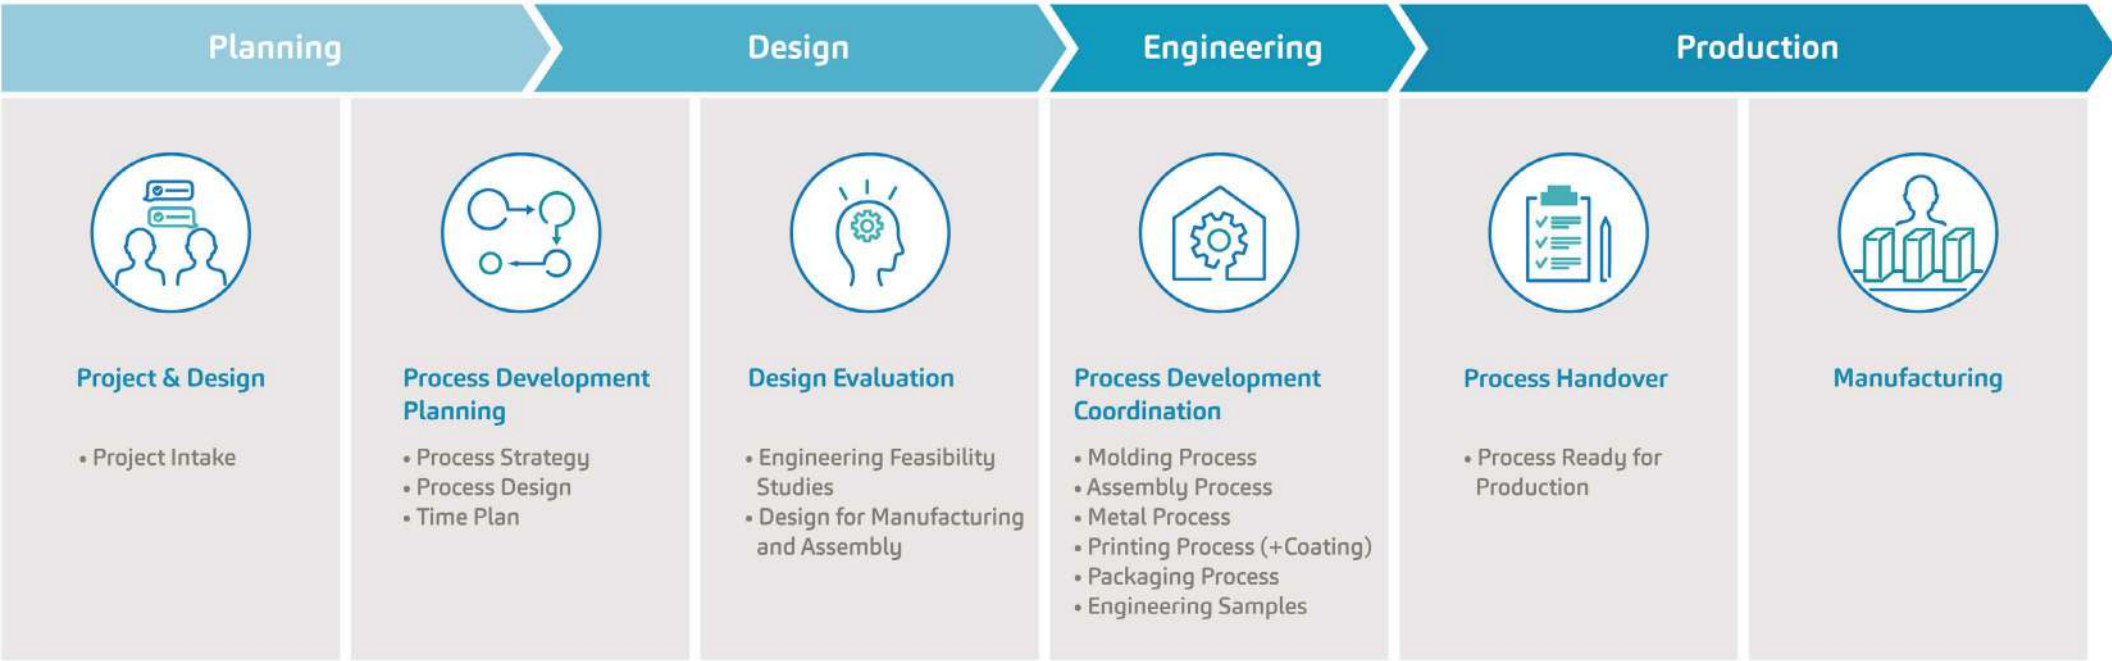 Planning
Design
Engineering
Production
Project & Design
• Project Intake
Process Development
Planning
• Process Strategy
• Process Design
• Time Plan
Design Evaluation
• Engineering Feasibility
Studies
• Design for Manufacturing
and Assembly
Process Development
Coordination
• Molding Process
• Assembly Process
• Metal Process
• Printing Process (+Coating)
• Packaging Process
• Engineering Samples
Process Handover
• Process Ready for
Production
Manufacturing